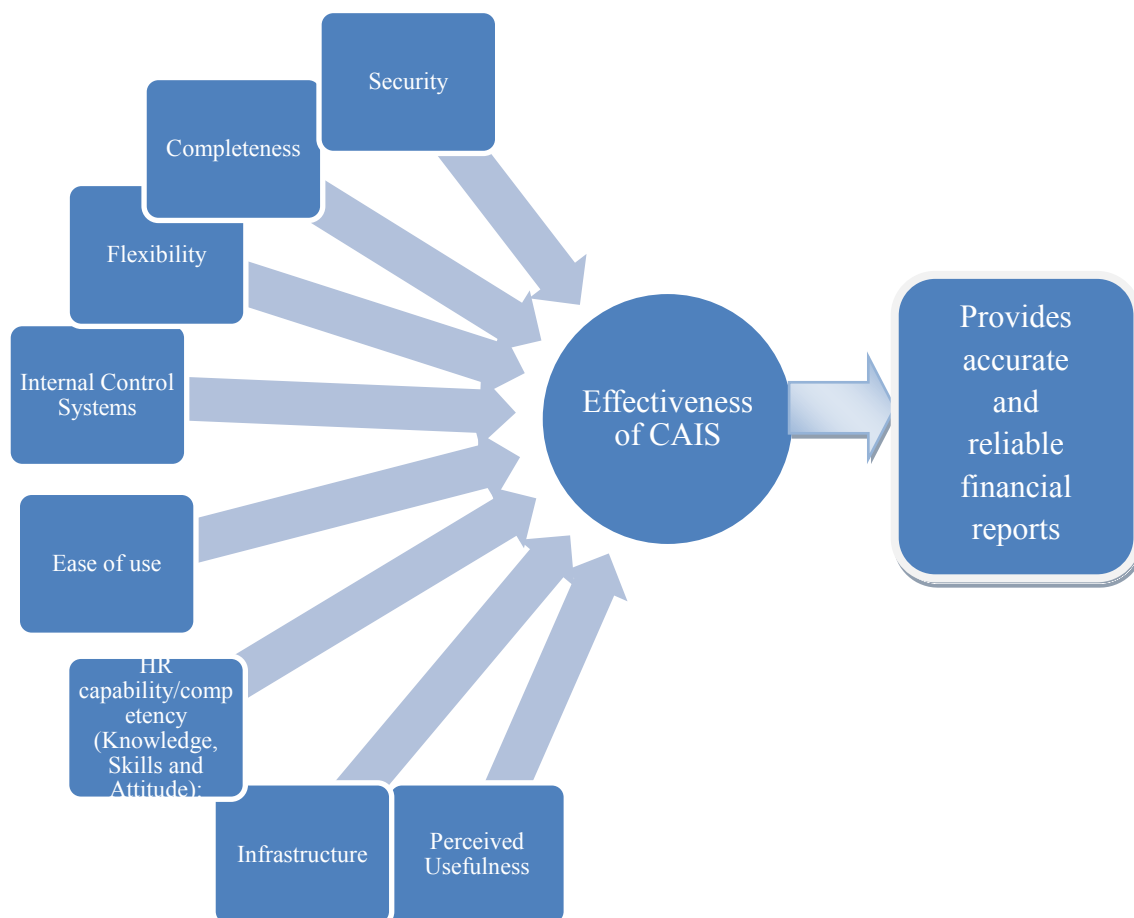 Security
Completeness
Flexibility
Internal Control
Systems
Ease of use
HR
capability/comp
etency
(Knowledge,
Skills and
Attitude):
Infrastructure
Perceived
Usefulness
Effectiveness
of CAIS
Provides
accurate
and
reliable
financial
reports